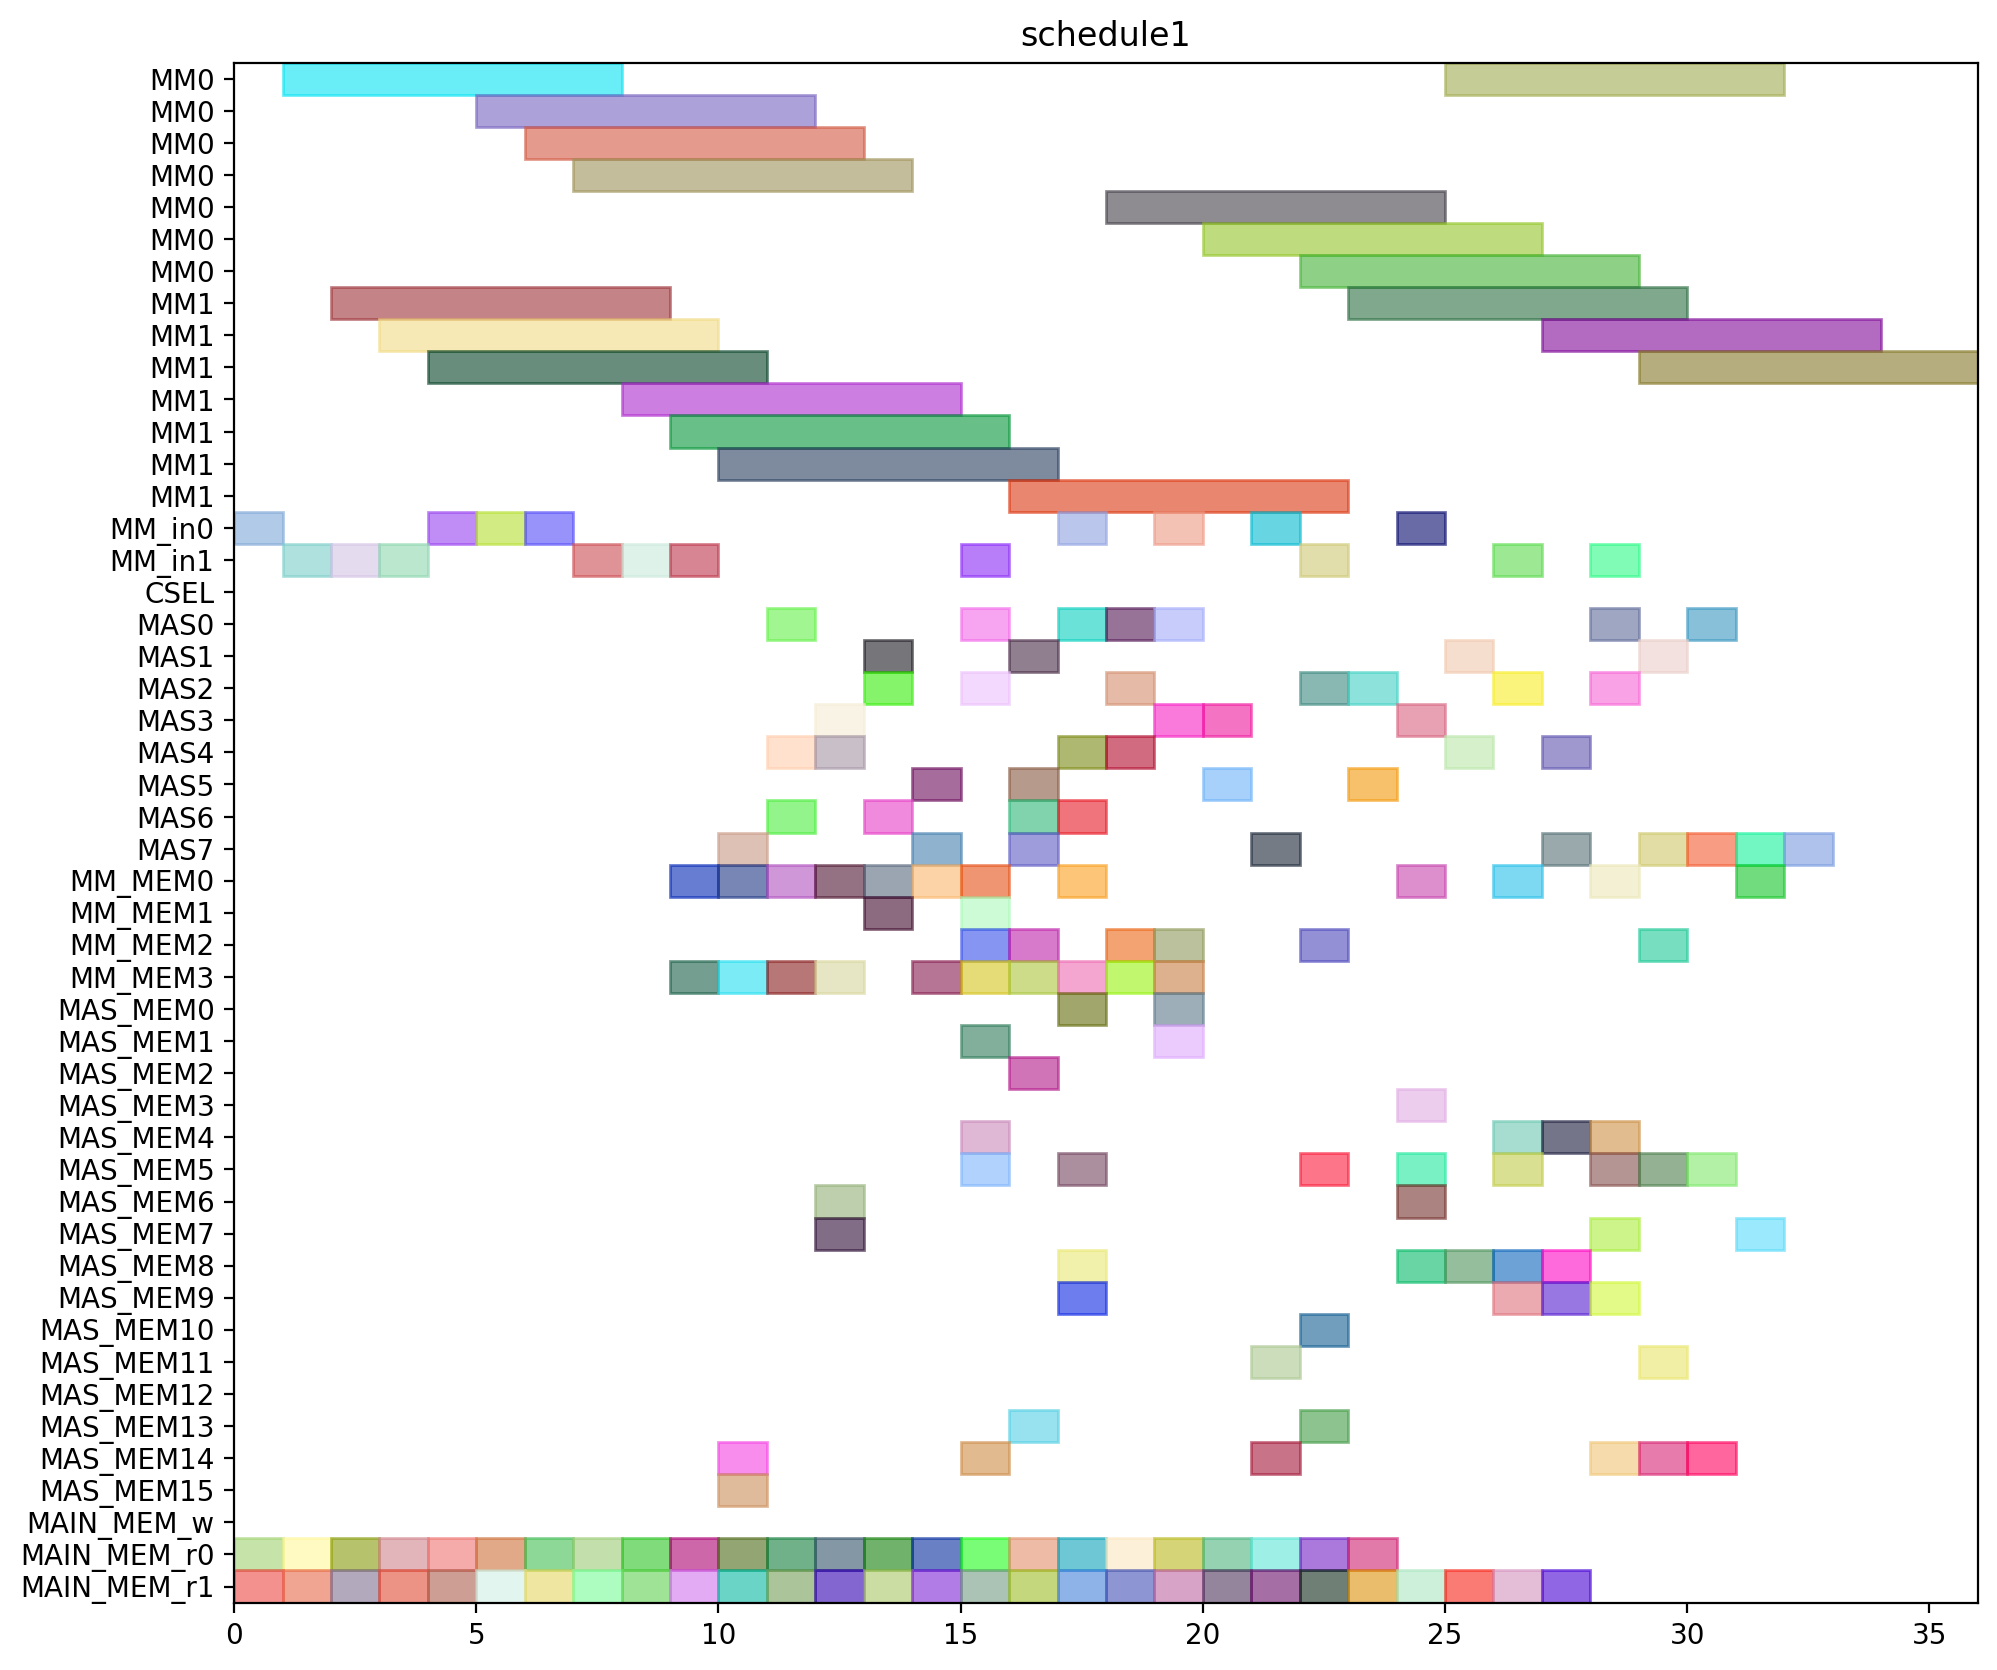 schedule1
MM0
MM0
MM0
MM0
MM0
MM0
MM0
MM1
MM1
MM1
MM1
MM1
MM1
MM1
MM_in0
MM_in1
CSEL
MAS0
MAS1
MAS2
MAS3
MAS4
MAS5
MAS6
MAS7
MM_MEM0
MM_MEM1
MM_MEM2
MM_MEM3
MAS_MEM0
MAS_MEM1
MAS_MEM2
MAS_MEM3
MAS_MEM4
MAS_MEM5
MAS_MEM6
MAS_MEM7
MAS_MEM8
MAS_MEM9
MAS_MEM10
MAS_MEM11
MAS_MEM12
MAS_MEM13
MAS_MEM14
MAS_MEM15
MAIN_MEM_w
MAIN_MEM_r0
MAIN_MEM_r1
0 5 10 15 20 25 30 35